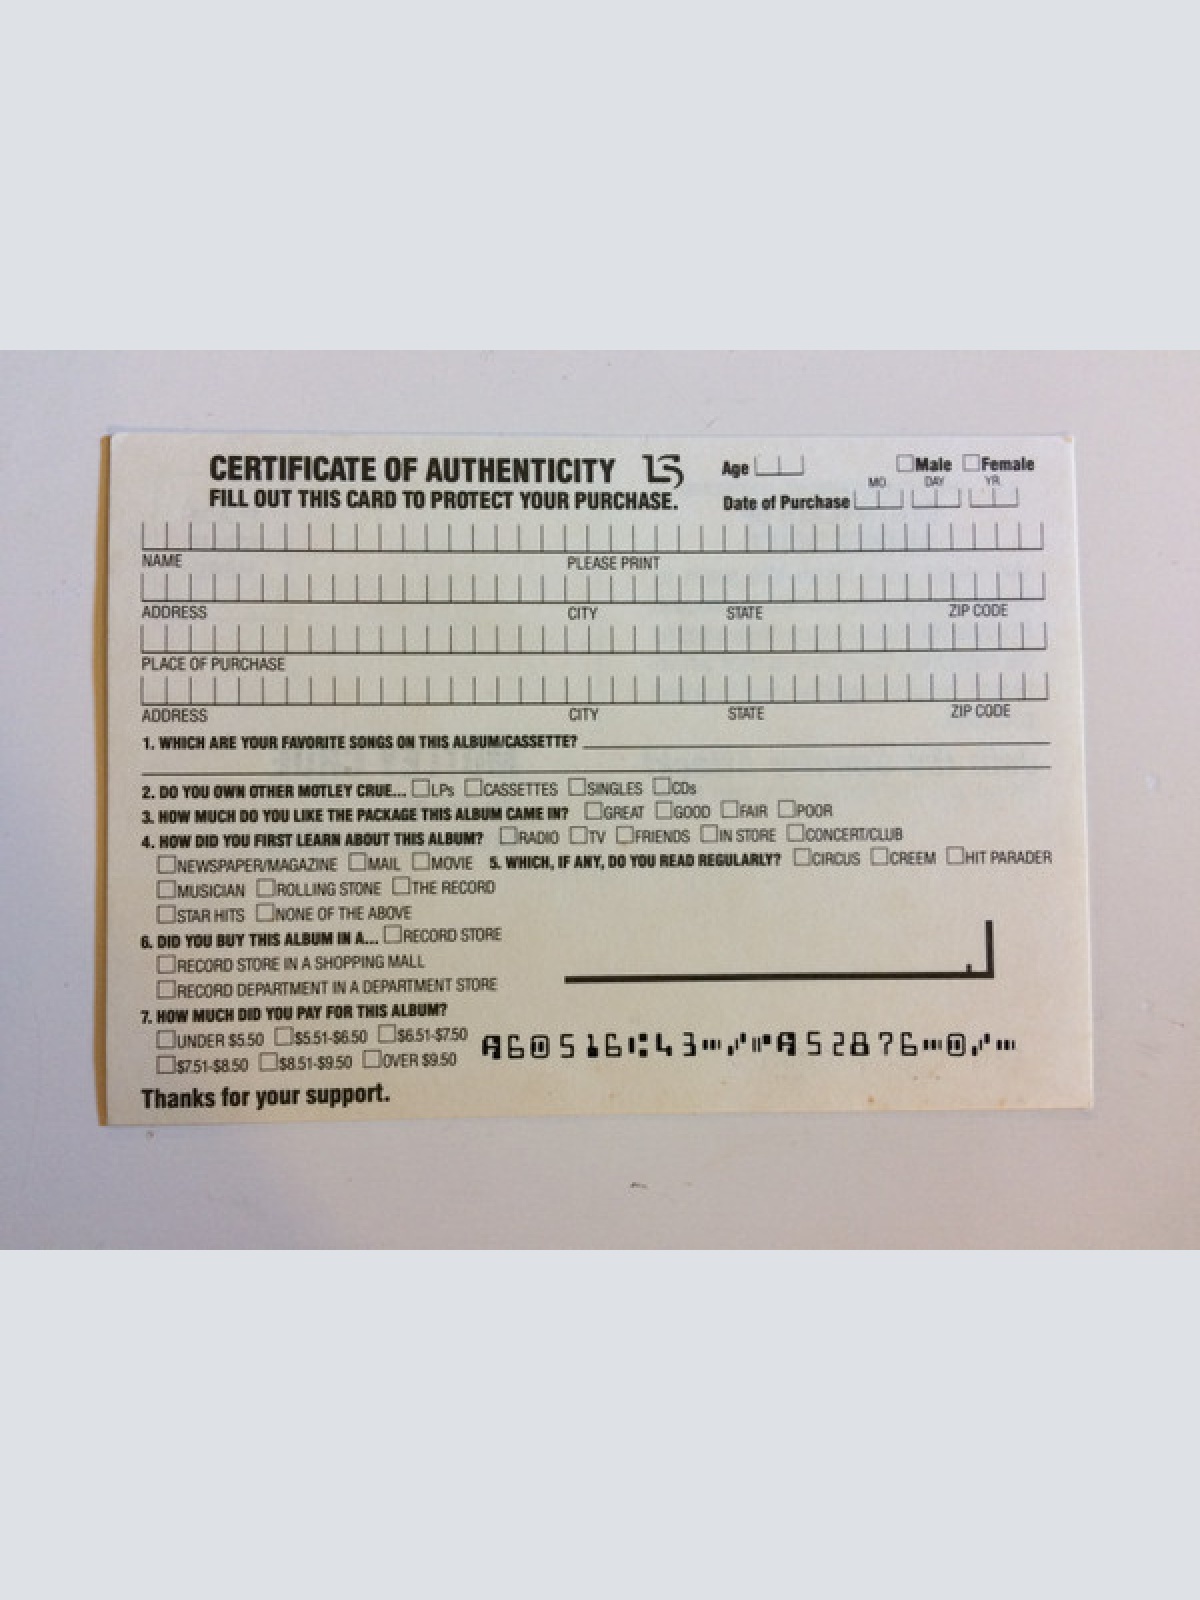 CERTIFICATE OF AUTHENTICITY LS Age Male Female
FILL OUT THIS CARD TO PROTECT YOUR PURCHASE. Date of Purchase MO. DAY YR.
NAME PLEASE PRINT
ADDRESS CITY STATE ZIP CODE
PLACE OF PURCHASE
ADDRESS CITY STATE ZIP CODE
1. WHICH ARE YOUR FAVORITE SONGS ON THIS ALBUM/CASSETTE?
2. DO YOU OWN OTHER MOTLEY CRUE... LPs CASSETTES SINGLES CDs
3. HOW MUCH DO YOU LIKE THE PACKAGE THIS ALBUM CAME IN? GREAT GOOD FAIR POOR
4. HOW DID YOU FIRST LEARN ABOUT THIS ALBUM? RADIO TV FRIENDS IN STORE CONCERT/CLUB
NEWSPAPER/MAGAZINE MAIL MOVIE 5. WHICH, IF ANY, DO YOU READ REGULARLY? CIRCUS CREEM HIT PARADER
MUSICIAN ROLLING STONE THE RECORD
STAR HITS NONE OF THE ABOVE
6. DID YOU BUY THIS ALBUM IN A... RECORD STORE
RECORD STORE IN A SHOPPING MALL
RECORD DEPARTMENT IN A DEPARTMENT STORE
7. HOW MUCH DID YOU PAY FOR THIS ALBUM?
UNDER $5.50 $5.51-$6.50 $6.51-$7.50
$7.51-$8.50 $8.51-$9.50 OVER $9.50
A60516⑆43⑈⑇⑈A52876⑈0⑇⑈
Thanks for your support.